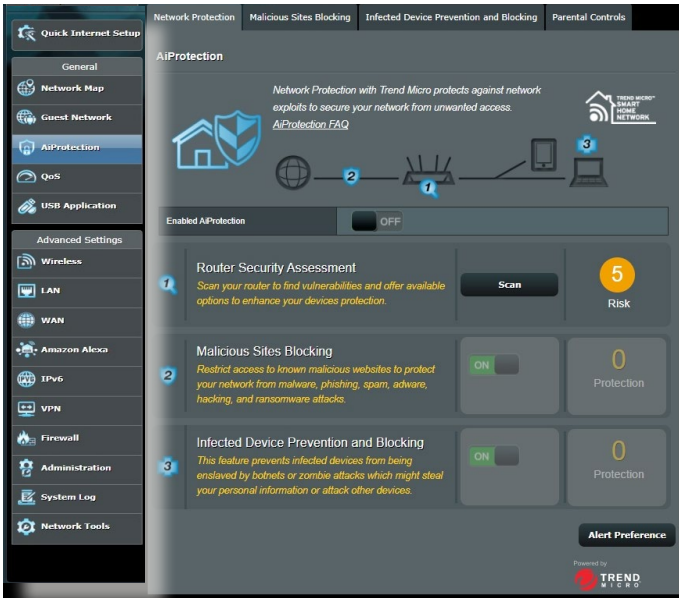 Network Protection
Malicious Sites Blocking
Infected Device Prevention and Blocking
Parental Controls
Quick Internet Setup
General
Network Map
Guest Network
AiProtection
QoS
USB Application
Advanced Settings
Wireless
LAN
WAN
Amazon Alexa
IPv6
VPN
Firewall
Administration
System Log
Network Tools
AiProtection
Network Protection with Trend Micro protects against network
exploits to secure your network from unwanted access.
AiProtection FAQ
TREND MICRO™
SMART
HOME
NETWORK
2
1
3
Enabled AiProtection
OFF
1
Router Security Assessment
Scan your router to find vulnerabilities and offer available
options to enhance your devices protection.
Scan
5
Risk
2
Malicious Sites Blocking
Restrict access to known malicious websites to protect
your network from malware, phishing, spam, adware,
hacking, and ransomware attacks.
ON
0
Protection
3
Infected Device Prevention and Blocking
This feature prevents infected devices from being
enslaved by botnets or zombie attacks which might steal
your personal information or attack other devices.
ON
0
Protection
Alert Preference
Powered by
TREND
MICRO